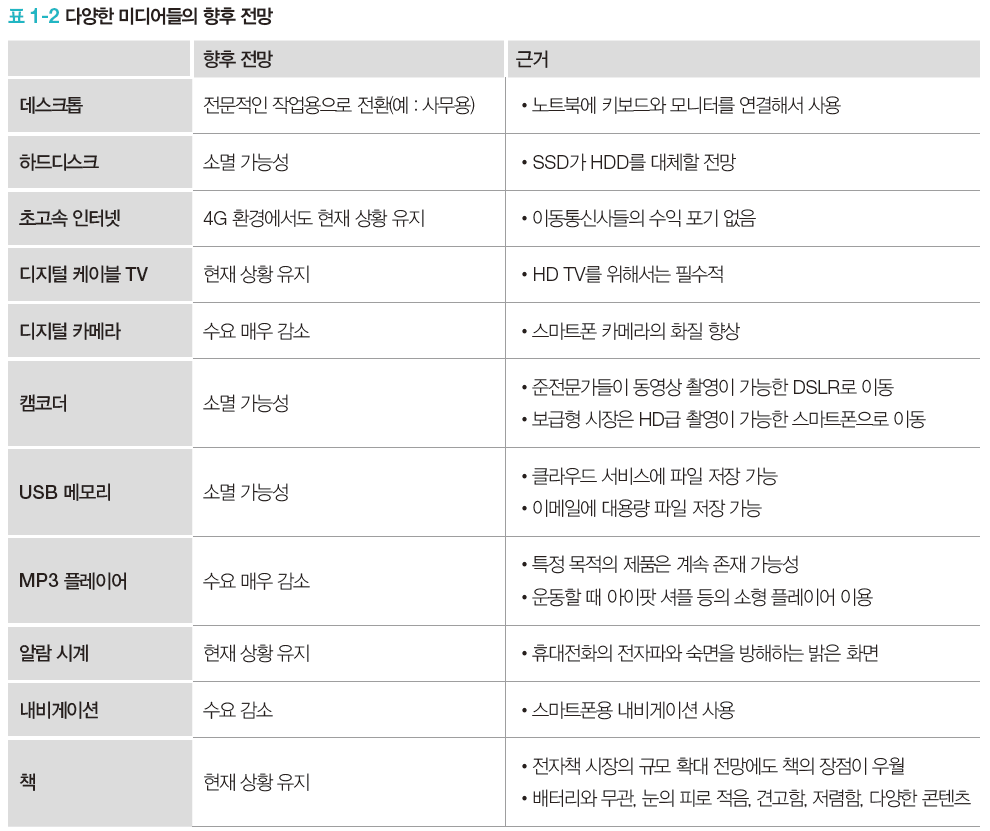 표 1-2 다양한 미디어들의 향후 전망
향후 전망 근거
데스크톱 전문적인 작업용으로 전환(예 : 사무용) • 노트북에 키보드와 모니터를 연결해서 사용
하드디스크 소멸 가능성 • SSD가 HDD를 대체할 전망
초고속 인터넷 4G 환경에서도 현재 상황 유지 • 이동통신사들의 수익 포기 없음
디지털 케이블 TV 현재 상황 유지 • HD TV를 위해서는 필수적
디지털 카메라 수요 매우 감소 • 스마트폰 카메라의 화질 향상
캠코더 소멸 가능성 • 준전문가들이 동영상 촬영이 가능한 DSLR로 이동
• 보급형 시장은 HD급 촬영이 가능한 스마트폰으로 이동
USB 메모리 소멸 가능성 • 클라우드 서비스에 파일 저장 가능
• 이메일에 대용량 파일 저장 가능
MP3 플레이어 수요 매우 감소 • 특정 목적의 제품은 계속 존재 가능성
• 운동할 때 아이팟 셔플 등의 소형 플레이어 이용
알람 시계 현재 상황 유지 • 휴대전화의 전자파와 숙면을 방해하는 밝은 화면
내비게이션 수요 감소 • 스마트폰용 내비게이션 사용
책 현재 상황 유지 • 전자책 시장의 규모 확대 전망에도 책의 장점이 우월
• 배터리와 무관, 눈의 피로 적음, 견고함, 저렴함, 다양한 콘텐츠